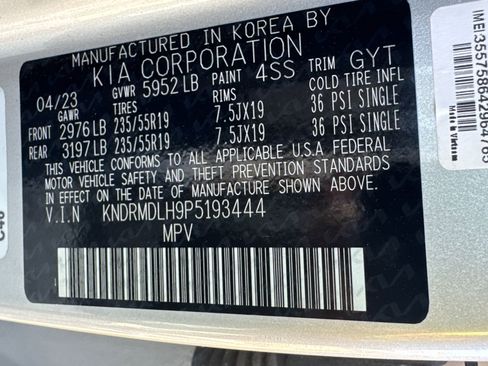 MANUFACTURED IN KOREA BY
KIA CORPORATION
04/23 GVWR 5952 LB PAINT 4SS TRIM GYT
GAWR TIRES RIMS COLD TIRE INFL
FRONT 2976 LB 235/55R19 7.5JX19 36 PSI SINGLE
REAR 3197 LB 235/55R19 7.5JX19 36 PSI SINGLE
THIS VEHICLE CONFORMS TO ALL APPLICABLE U.S.A FEDERAL
MOTOR VEHICLE SAFETY AND THEFT PREVENTION STANDARDS
IN EFFECT ON THE DATE OF MANUFACTURE SHOWN ABOVE.
V.I.N KNDRMDLH9P5193444
MPV
Made in Vietnam